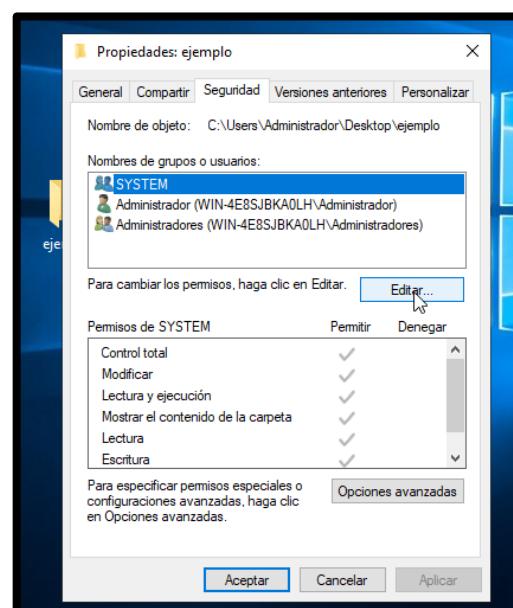 Propiedades: ejemplo
General Compartir Seguridad Versiones anteriores Personalizar
Nombre de objeto: C:\Users\Administrador\Desktop\ejemplo
Nombres de grupos o usuarios:
SYSTEM
Administrador (WIN-4E8SJBKA0LH\Administrador)
Administradores (WIN-4E8SJBKA0LH\Administradores)
eje
Para cambiar los permisos, haga clic en Editar. Editar...
Permisos de SYSTEM Permitir Denegar
Control total
Modificar
Lectura y ejecución
Mostrar el contenido de la carpeta
Lectura
Escritura
Para especificar permisos especiales o
configuraciones avanzadas, haga clic
en Opciones avanzadas.
Opciones avanzadas
Aceptar Cancelar Aplicar